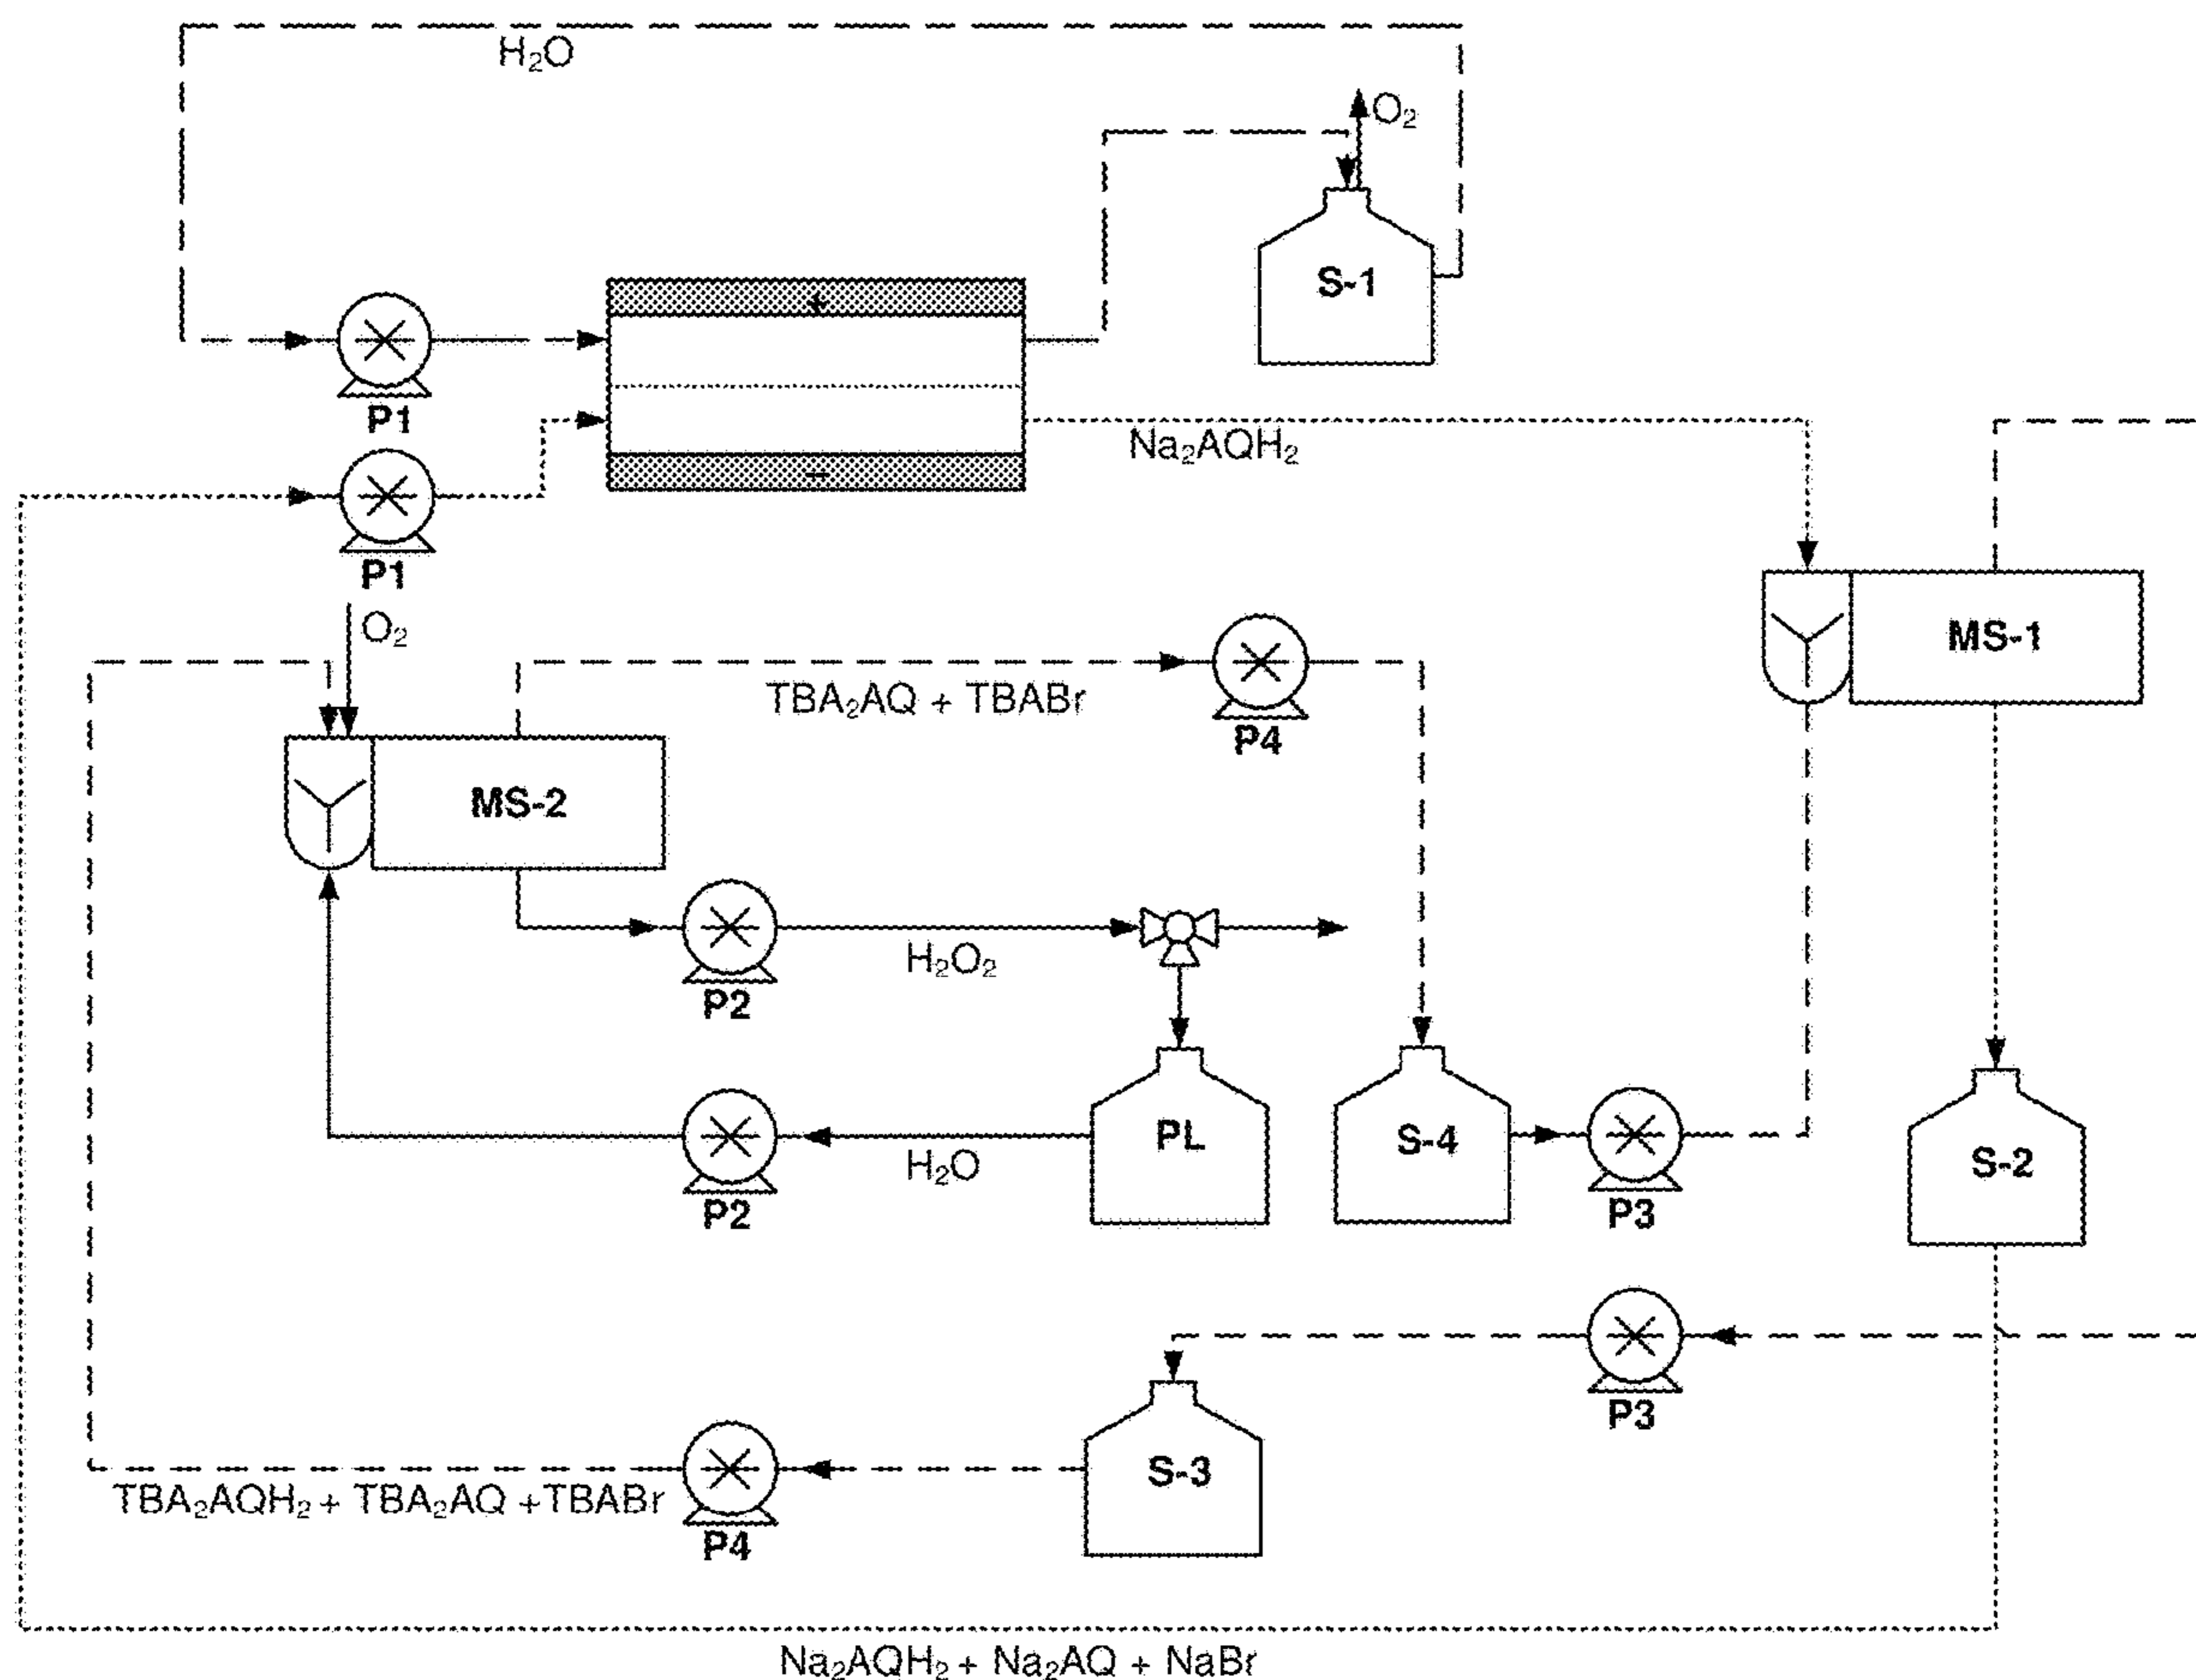 H₂O
O₂
S-1
+
P1
Na₂AQH₂
−
P1
O₂
MS-1
TBA₂AQ + TBABr
P4
MS-2
H₂O₂
P2
PL
S-4
S-2
H₂O
P2
P3
P3
S-3
TBA₂AQH₂ + TBA₂AQ +TBABr
P4
Na₂AQH₂ + Na₂AQ + NaBr